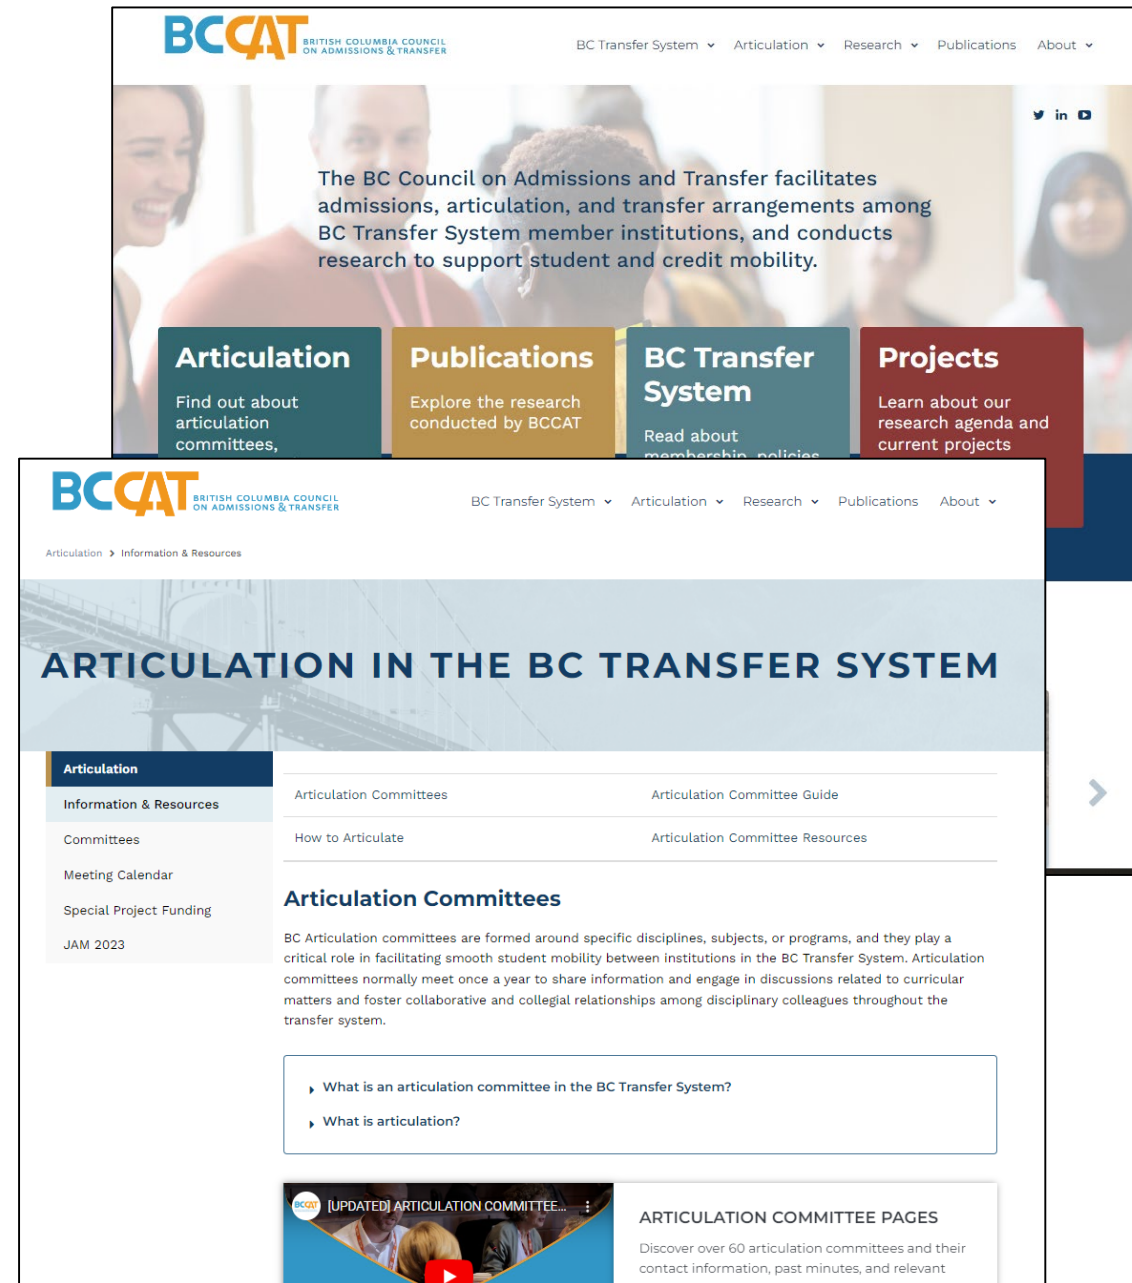 BCCAT BRITISH COLUMBIA COUNCIL
ON ADMISSIONS & TRANSFER
BC Transfer System Articulation Research Publications About
The BC Council on Admissions and Transfer facilitates
admissions, articulation, and transfer arrangements among
BC Transfer System member institutions, and conducts
research to support student and credit mobility.
Articulation
Find out about
articulation
committees,
Publications
Explore the research
conducted by BCCAT
BC Transfer
System
Read about
membership, policies
Projects
Learn about our
research agenda and
current projects
BCCAT BRITISH COLUMBIA COUNCIL
ON ADMISSIONS & TRANSFER
BC Transfer System Articulation Research Publications About
Articulation > Information & Resources
ARTICULATION IN THE BC TRANSFER SYSTEM
Articulation
Information & Resources
Committees
Meeting Calendar
Special Project Funding
JAM 2023
Articulation Committees Articulation Committee Guide
How to Articulate Articulation Committee Resources
Articulation Committees
BC Articulation committees are formed around specific disciplines, subjects, or programs, and they play a
critical role in facilitating smooth student mobility between institutions in the BC Transfer System. Articulation
committees normally meet once a year to share information and engage in discussions related to curricular
matters and foster collaborative and collegial relationships among disciplinary colleagues throughout the
transfer system.
What is an articulation committee in the BC Transfer System?
What is articulation?
BCCAT [UPDATED] ARTICULATION COMMITTEE...
ARTICULATION COMMITTEE PAGES
Discover over 60 articulation committees and their
contact information, past minutes, and relevant